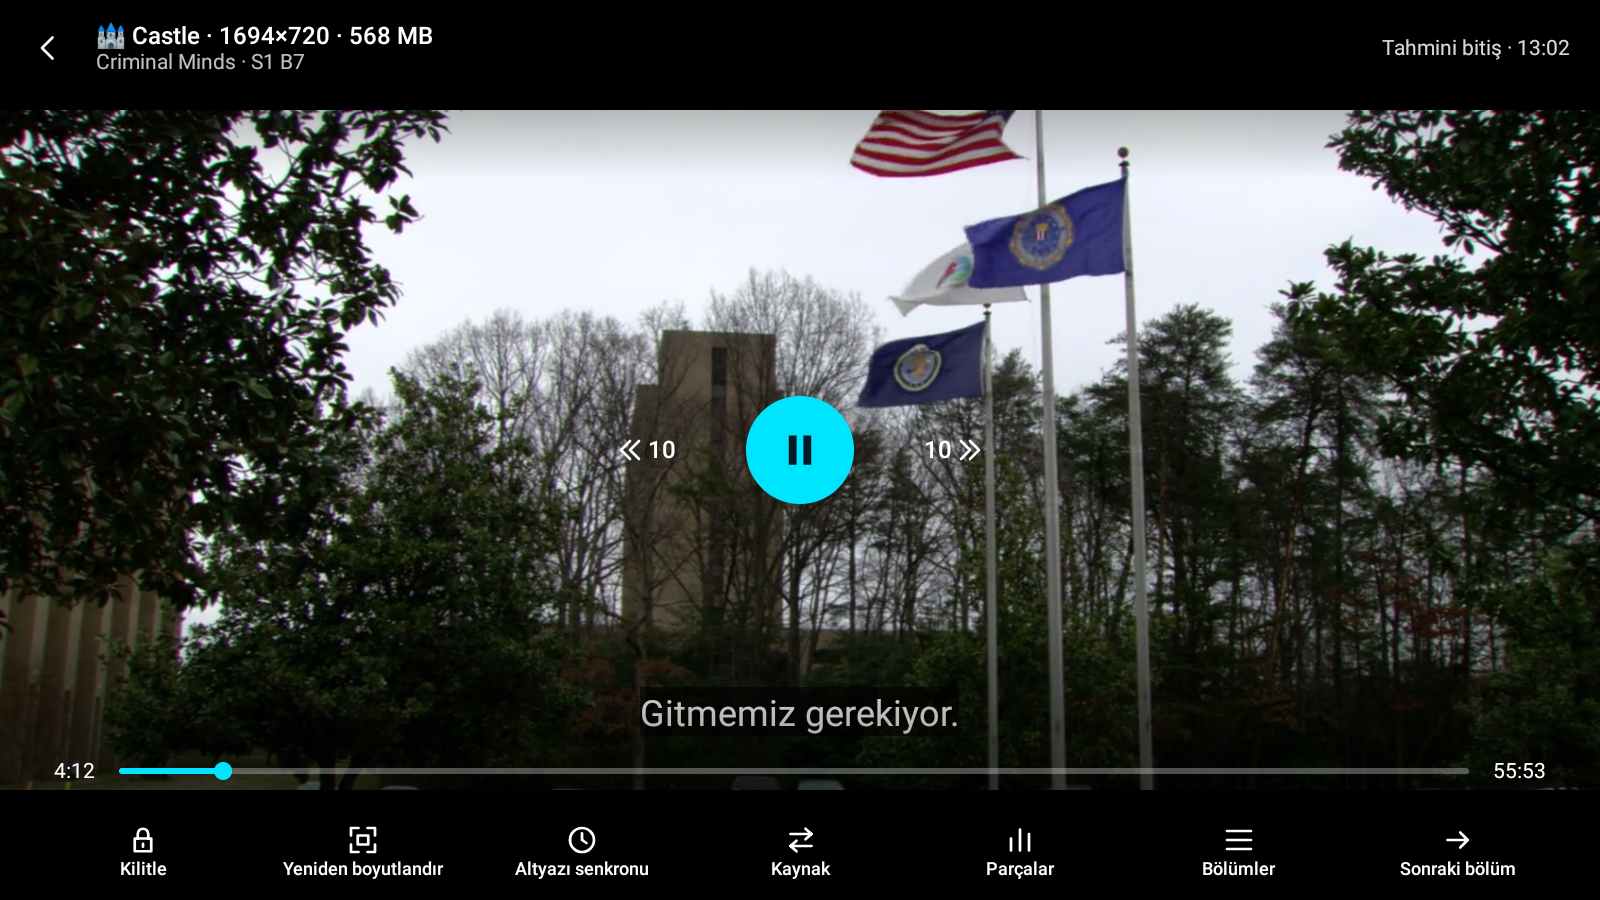 🏰 Castle · 1694×720 · 568 MB
Criminal Minds · S1 B7
Tahmini bitiş · 13:02
10
10
Gitmemiz gerekiyor.
4:12
55:53
Kilitle
Yeniden boyutlandır
Altyazı senkronu
Kaynak
Parçalar
Bölümler
Sonraki bölüm